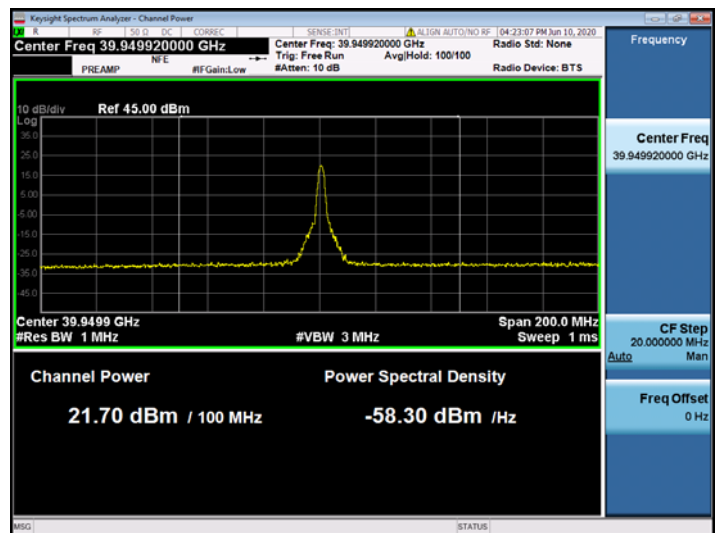 Keysight Spectrum Analyzer - Channel Power
R RF 50 Ω DC CORREC SENSE:INT ALIGN AUTO/NO RF 04:23:07 PM Jun 10, 2020
Center Freq 39.949920000 GHz
NFE
PREAMP #IFGain:Low
Center Freq: 39.949920000 GHz
Trig: Free Run Avg|Hold: 100/100
#Atten: 10 dB
Radio Std: None
Radio Device: BTS
Frequency
10 dB/div Ref 45.00 dBm
Log
35.0
25.0
15.0
5.00
-5.00
-15.0
-25.0
-35.0
-45.0
Center 39.9499 GHz Span 200.0 MHz
#Res BW 1 MHz #VBW 3 MHz Sweep 1 ms
Channel Power Power Spectral Density
21.70 dBm / 100 MHz -58.30 dBm /Hz
Center Freq
39.949920000 GHz
CF Step
20.000000 MHz
Auto Man
Freq Offset
0 Hz
MSG STATUS